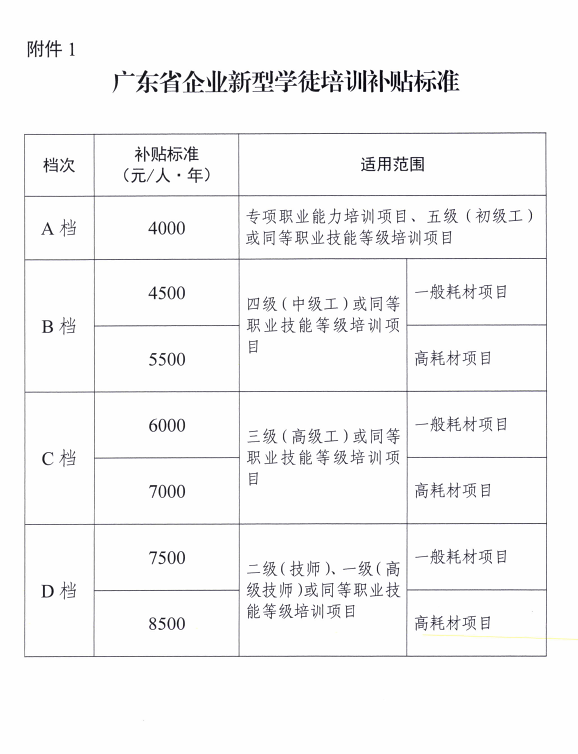 附件 1
广东省企业新型学徒培训补贴标准
档次
补贴标准
（元/人·年）
适用范围
A 档
4000
专项职业能力培训项目、五级（初级工）
或同等职业技能等级培训项目
B 档
4500
四级（中级工）或同等
职业技能等级培训项
目
一般耗材项目
5500
高耗材项目
C 档
6000
三级（高级工）或同等
职业技能等级培训项
目
一般耗材项目
7000
高耗材项目
D 档
7500
二级（技师）、一级（高
级技师）或同等职业技
能等级培训项目
一般耗材项目
8500
高耗材项目